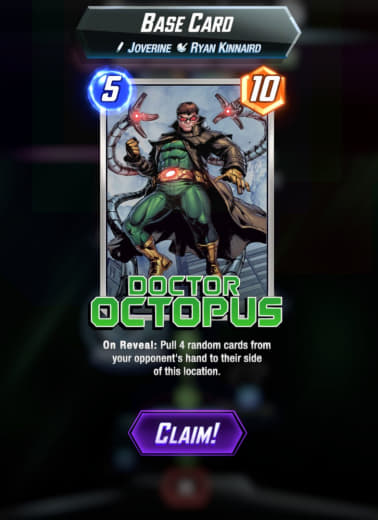 BASE CARD
JOVERINE RYAN KINNAIRD
5
10
DOCTOR
OCTOPUS
On Reveal: Pull 4 random cards from
your opponent's hand to their side
of this location.
CLAIM!